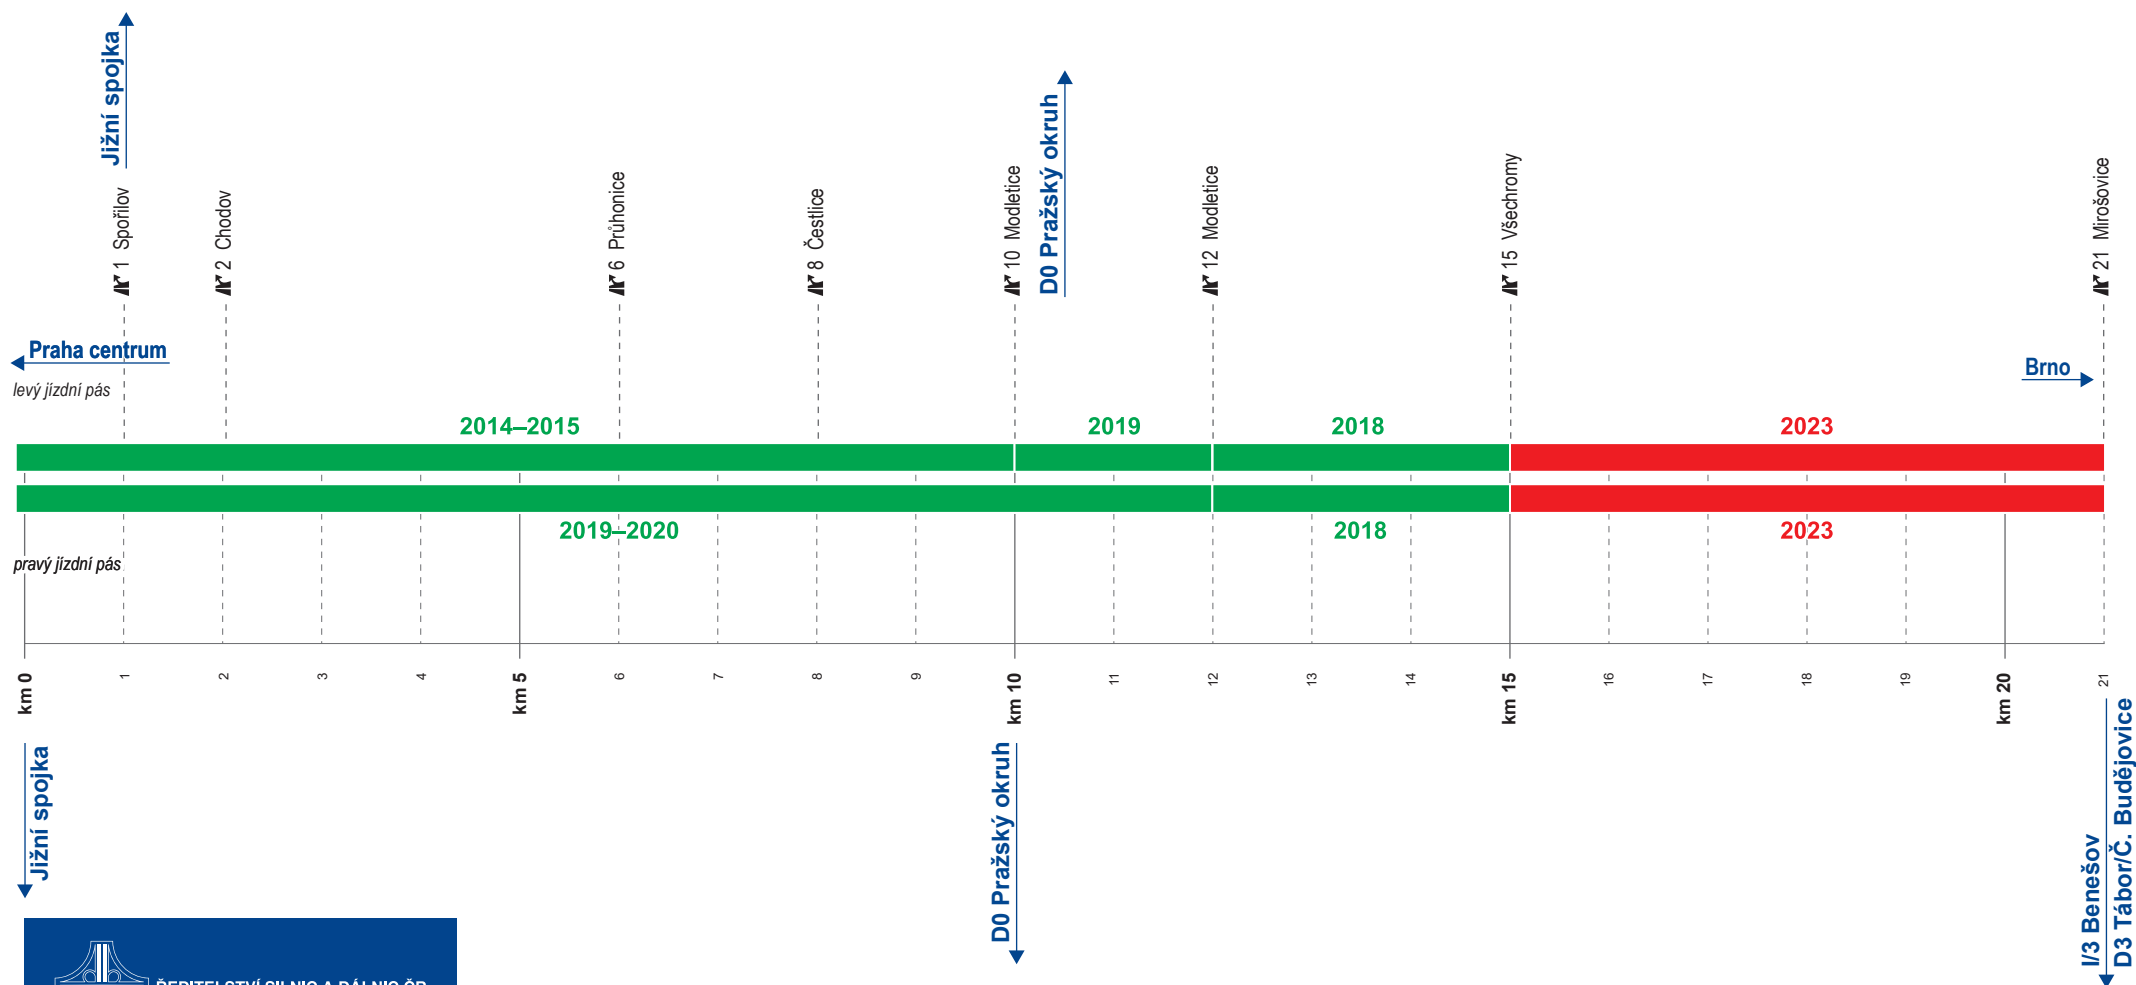 Jižní spojka
D0 Pražský okruh
1 Spořilov
2 Chodov
6 Průhonice
8 Čestlice
10 Modletice
12 Modletice
15 Všechromy
21 Mirošovice
Praha centrum
Brno
levý jízdní pás
2014–2015
2019
2018
2023
2019–2020
2018
2023
pravý jízdní pás
km 0
1
2
3
4
km 5
6
7
8
9
km 10
11
12
13
14
km 15
16
17
18
19
km 20
21
Jižní spojka
D0 Pražský okruh
I/3 Benešov
D3 Tábor/Č. Budějovice
ŘEDITELSTVÍ SILNIC A DÁLNIC ČR